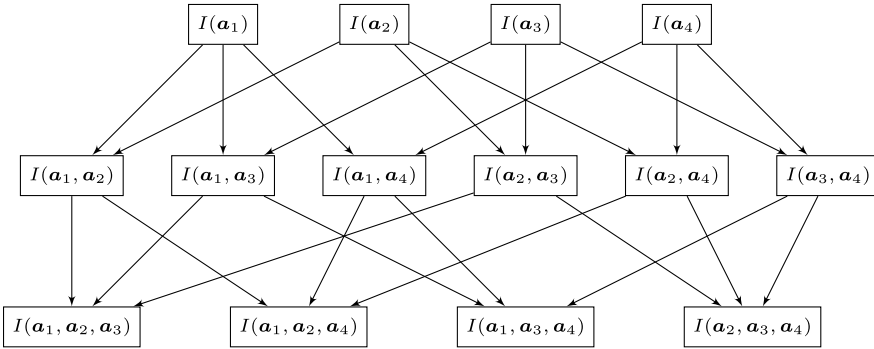 I(𝒂₁) I(𝒂₂) I(𝒂₃) I(𝒂₄)
I(𝒂₁, 𝒂₂) I(𝒂₁, 𝒂₃) I(𝒂₁, 𝒂₄) I(𝒂₂, 𝒂₃) I(𝒂₂, 𝒂₄) I(𝒂₃, 𝒂₄)
I(𝒂₁, 𝒂₂, 𝒂₃) I(𝒂₁, 𝒂₂, 𝒂₄) I(𝒂₁, 𝒂₃, 𝒂₄) I(𝒂₂, 𝒂₃, 𝒂₄)